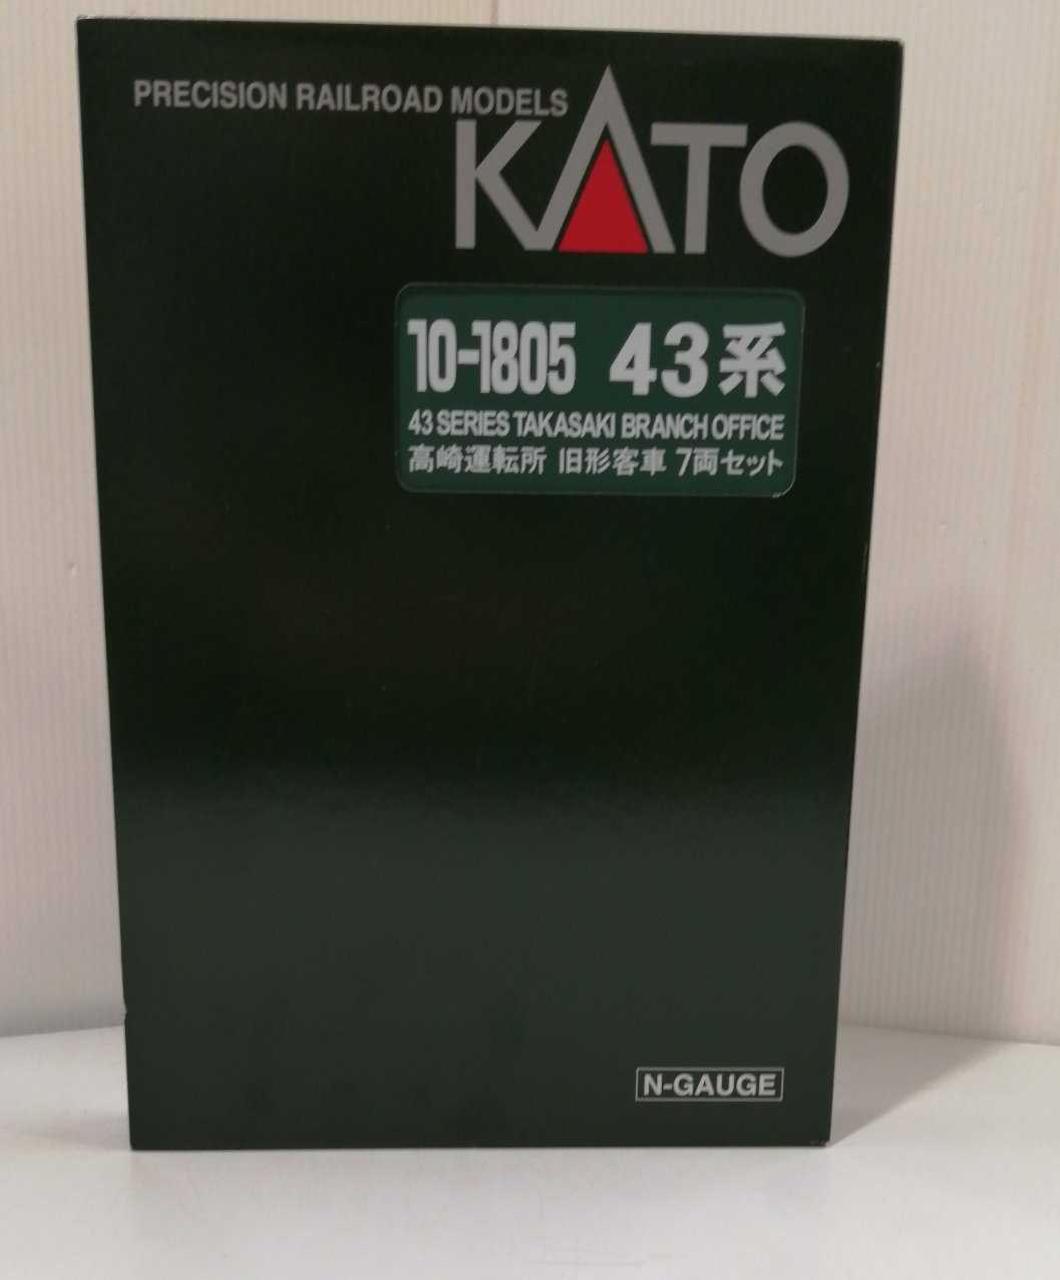 PRECISION RAILROAD MODELS
KATO
10-1805 43系
43 SERIES TAKASAKI BRANCH OFFICE
高崎運転所 旧形客車 7両セット
N-GAUGE